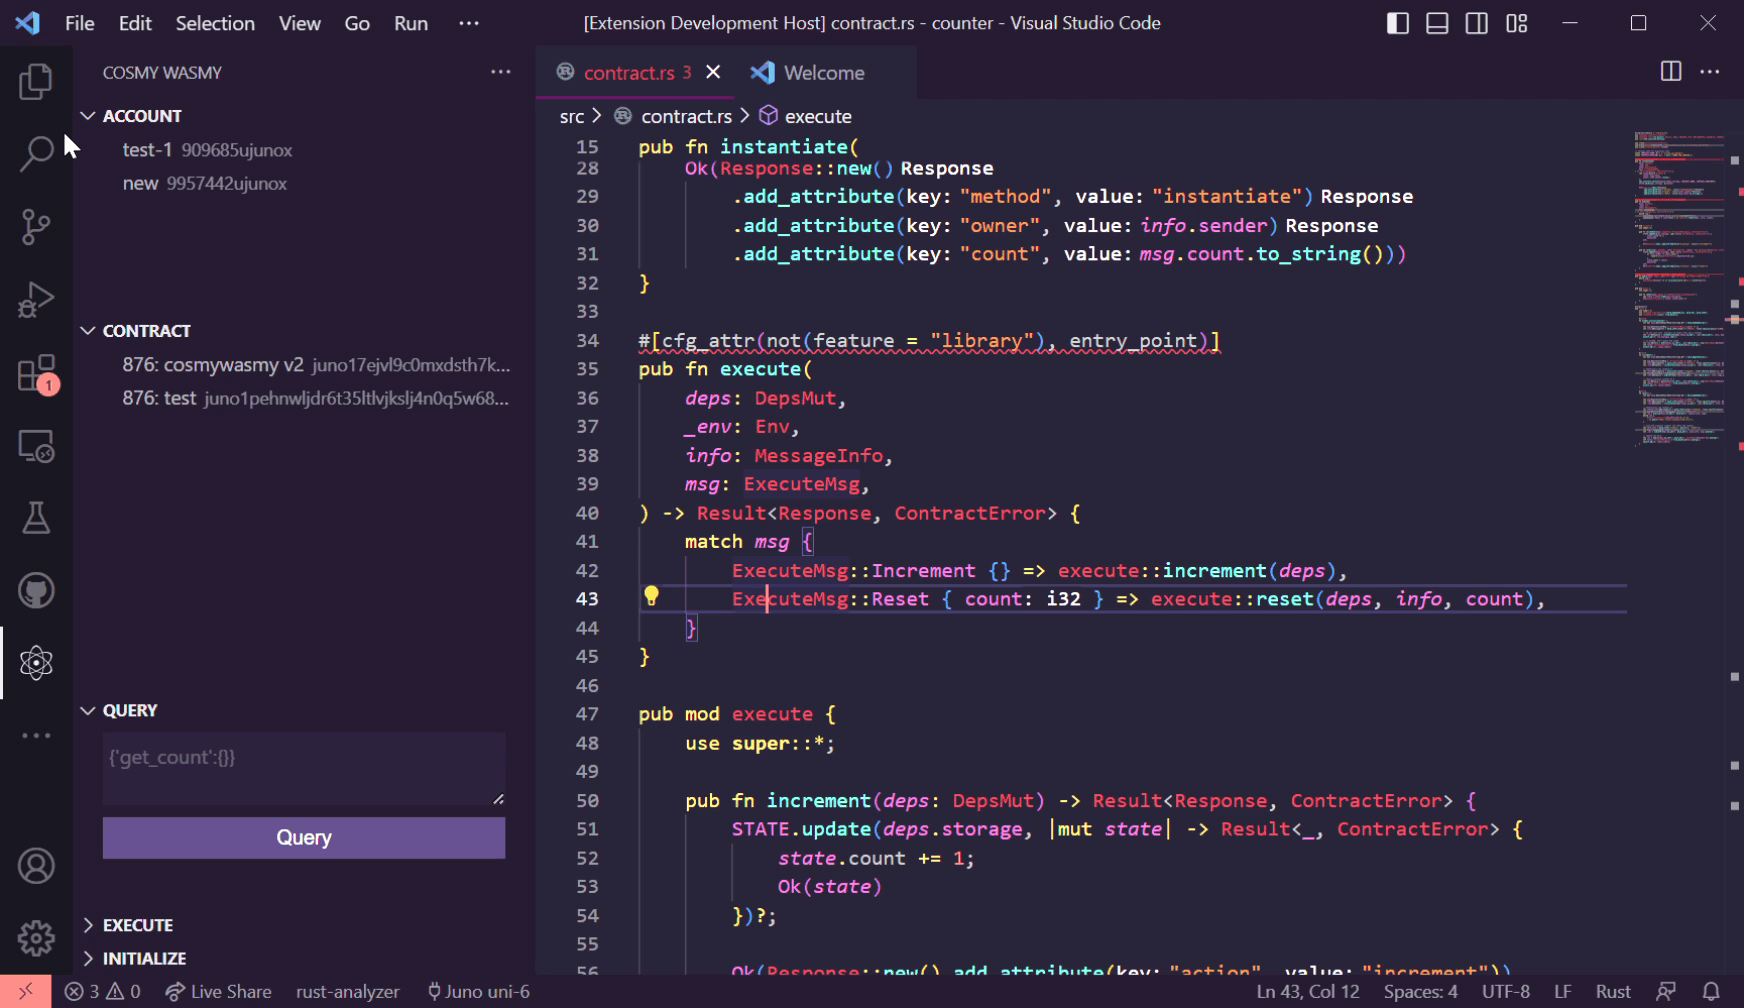 File Edit Selection View Go Run ···
[Extension Development Host] contract.rs - counter - Visual Studio Code
COSMY WASMY
ACCOUNT
test-1 909685ujunox
new 9957442ujunox
CONTRACT
876: cosmywasmy v2 juno17ejvl9c0mxdsth7k...
876: test juno1pehnwljdr6t35ltlvjkslj4n0q5w68...
1
QUERY
{'get_count':{}}
Query
EXECUTE
INITIALIZE
contract.rs 3
Welcome
src > contract.rs > execute
15 pub fn instantiate(
28 Ok(Response::new() Response
29 .add_attribute(key: "method", value: "instantiate") Response
30 .add_attribute(key: "owner", value: info.sender) Response
31 .add_attribute(key: "count", value: msg.count.to_string()))
32 }
33
34 #[cfg_attr(not(feature = "library"), entry_point)]
35 pub fn execute(
36 deps: DepsMut,
37 _env: Env,
38 info: MessageInfo,
39 msg: ExecuteMsg,
40 ) -> Result<Response, ContractError> {
41 match msg {
42 ExecuteMsg::Increment {} => execute::increment(deps),
43 ExecuteMsg::Reset { count: i32 } => execute::reset(deps, info, count),
44 }
45 }
46
47 pub mod execute {
48 use super::*;
49
50 pub fn increment(deps: DepsMut) -> Result<Response, ContractError> {
51 STATE.update(deps.storage, |mut state| -> Result<_, ContractError> {
52 state.count += 1;
53 Ok(state)
54 })?;
55
56 Ok(Response::new().add_attribute(key: "action", value: "increment"))
3 0 Live Share rust-analyzer Juno uni-6
Ln 43, Col 12 Spaces: 4 UTF-8 LF Rust